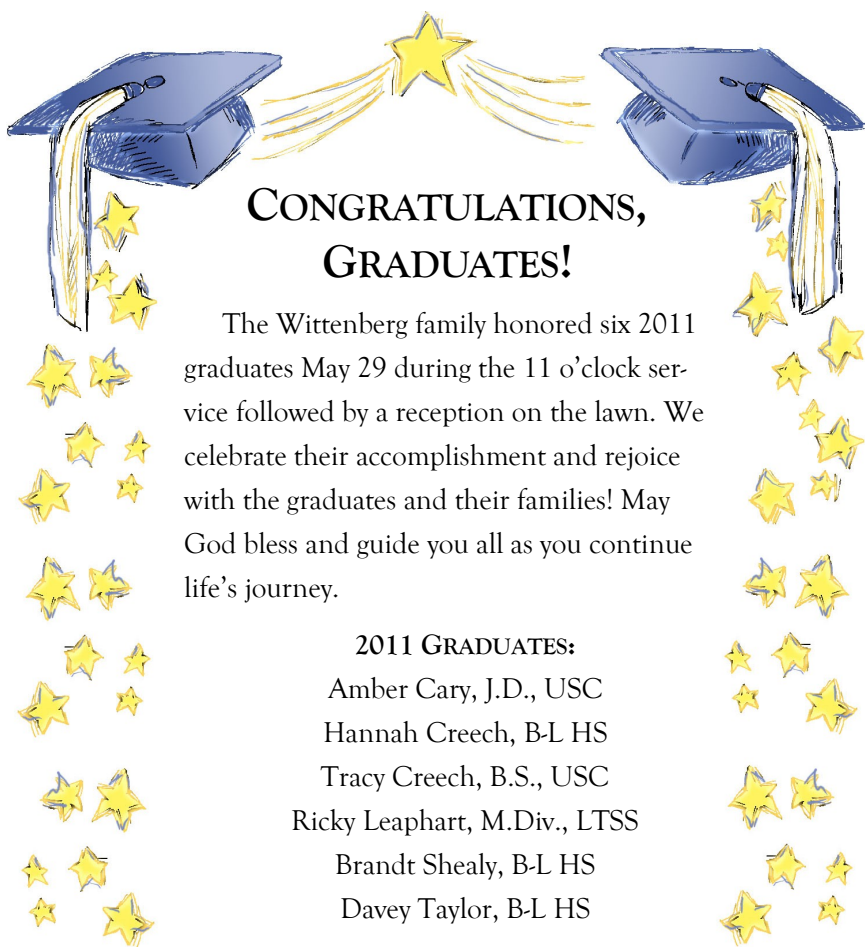 CONGRATULATIONS,
GRADUATES!
The Wittenberg family honored six 2011
graduates May 29 during the 11 o’clock ser-
vice followed by a reception on the lawn. We
celebrate their accomplishment and rejoice
with the graduates and their families! May
God bless and guide you all as you continue
life’s journey.
2011 GRADUATES:
Amber Cary, J.D., USC
Hannah Creech, B-L HS
Tracy Creech, B.S., USC
Ricky Leaphart, M.Div., LTSS
Brandt Shealy, B-L HS
Davey Taylor, B-L HS